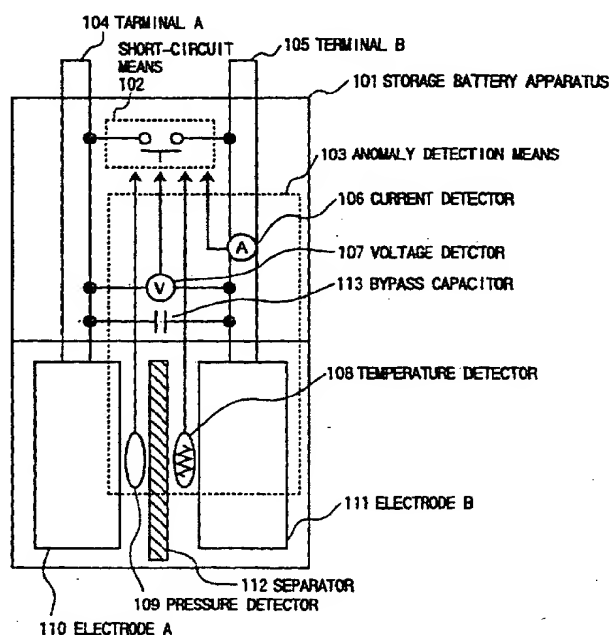 104 TARMINAL A
SHORT-CIRCUIT
MEANS
102
105 TERMINAL B
101 STORAGE BATTERY APPARATUS
103 ANOMALY DETECTION MEANS
106 CURRENT DETECTOR
A
107 VOLTAGE DETCTOR
V
113 BYPASS CAPACITOR
108 TEMPERATURE DETECTOR
111 ELECTRODE B
112 SEPARATOR
109 PRESSURE DETECTOR
110 ELECTRODE A